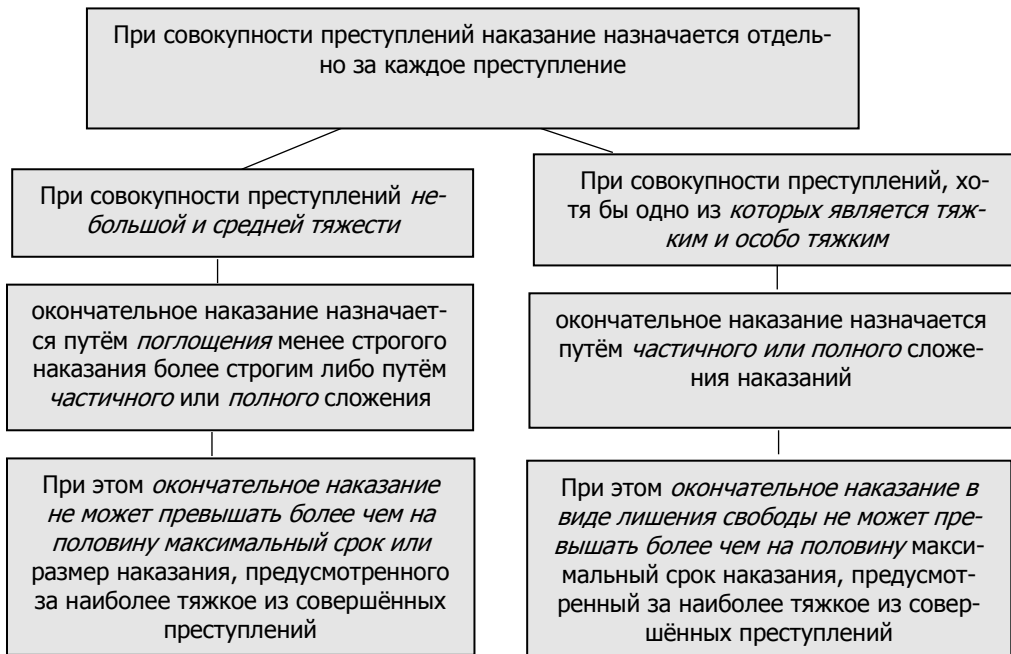 При совокупности преступлений наказание назначается отдель-
но за каждое преступление
При совокупности преступлений не-
большой и средней тяжести
окончательное наказание назначает-
ся путём поглощения менее строгого
наказания более строгим либо путём
частичного или полного сложения
При этом окончательное наказание
не может превышать более чем на
половину максимальный срок или
размер наказания, предусмотренного
за наиболее тяжкое из совершённых
преступлений
При совокупности преступлений, хо-
тя бы одно из которых является тяж-
ким и особо тяжким
окончательное наказание назначается
путём частичного или полного сложе-
ния наказаний
При этом окончательное наказание в
виде лишения свободы не может пре-
вышать более чем на половину макси-
мальный срок наказания, предусмот-
ренный за наиболее тяжкое из совер-
шённых преступлений